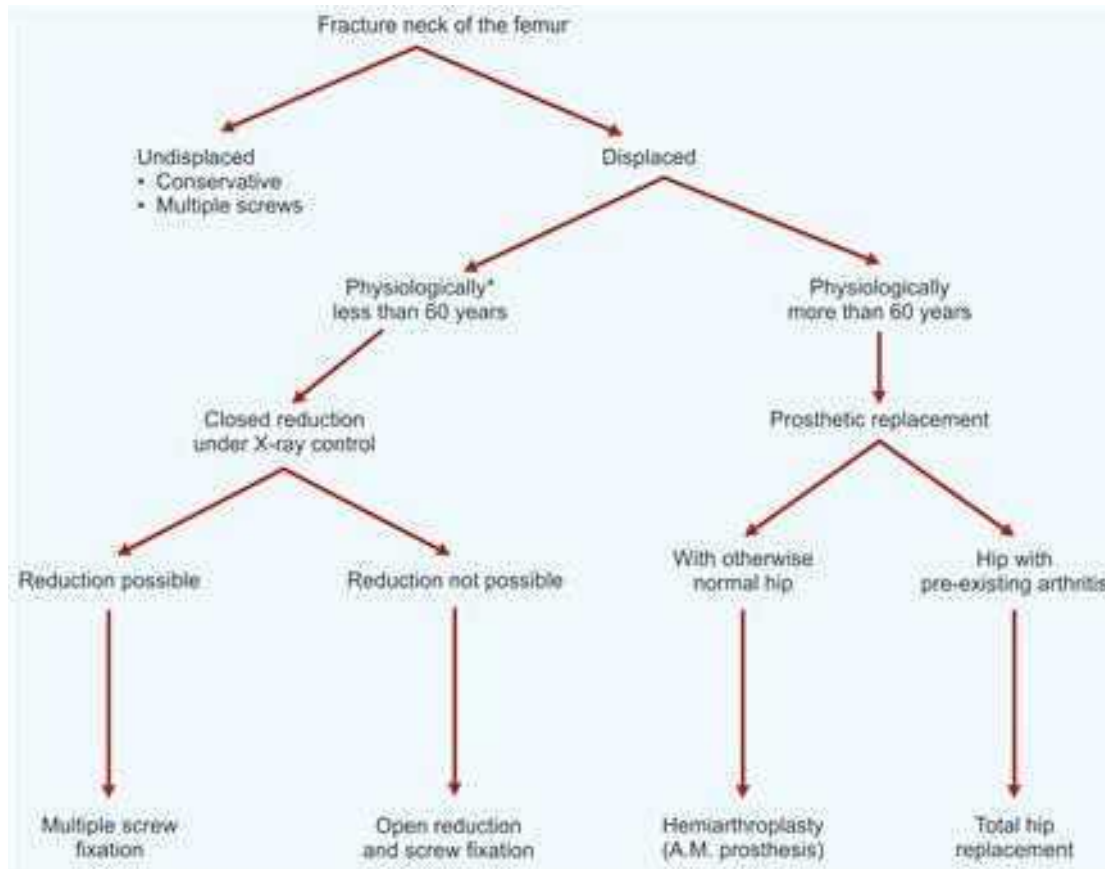 Fracture neck of the femur
Undisplaced
• Conservative
• Multiple screws
Displaced
Physiologically*
less than 60 years
Physiologically
more than 60 years
Closed reduction
under X-ray control
Prosthetic replacement
Reduction possible
Reduction not possible
With otherwise
normal hip
Hip with
pre-existing arthritis
Multiple screw
fixation
Open reduction
and screw fixation
Hemiarthroplasty
(A.M. prosthesis)
Total hip
replacement